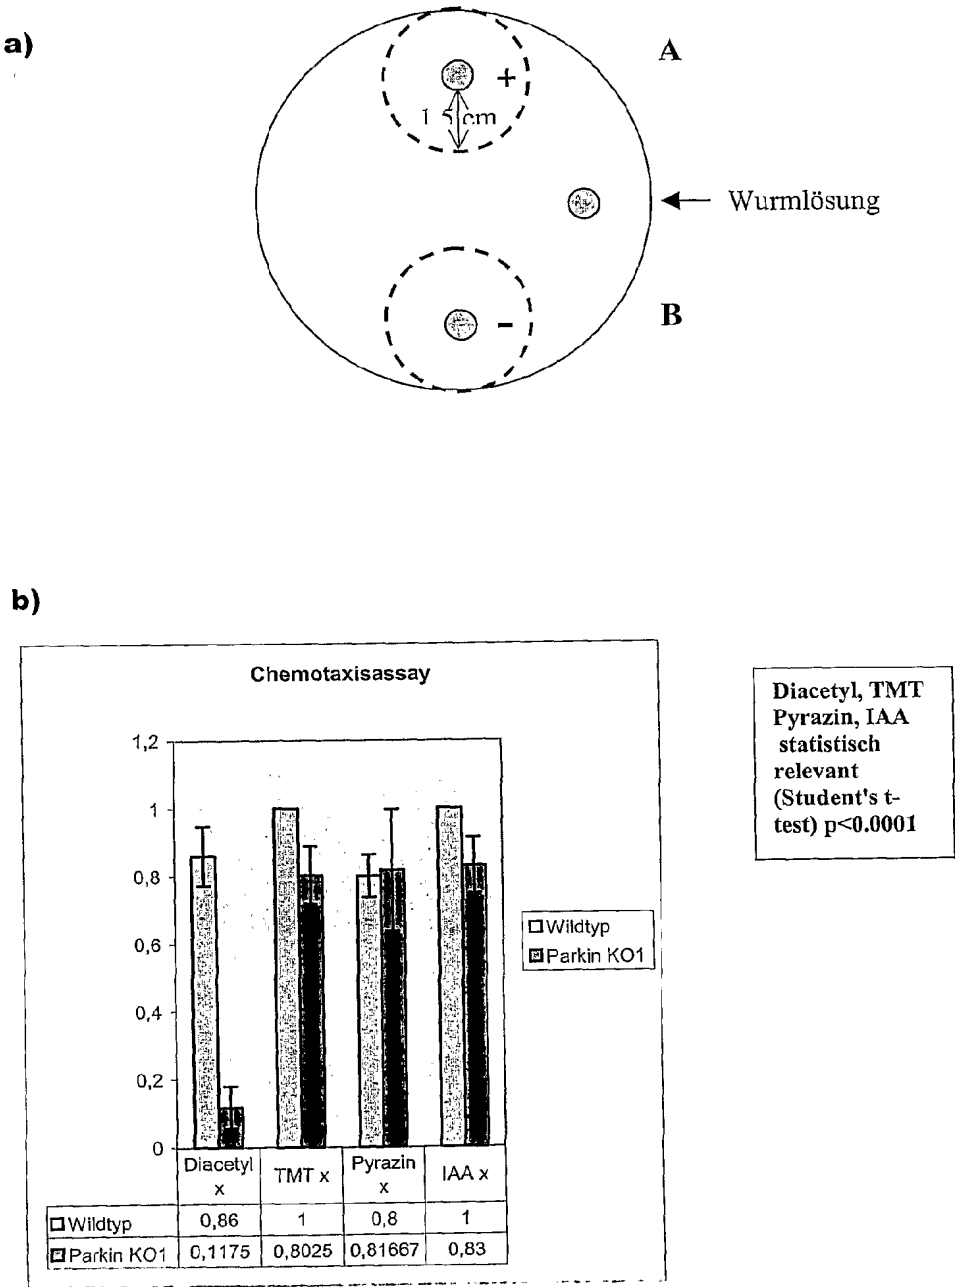 a)
A
+
1,5 cm
Wurmlösung
B
-
b)
Chemotaxisassay
1,2
1
0,8
0,6
0,4
0,2
0
Diacetyl x TMT x Pyrazin x IAA x
Wildtyp 0,86 1 0,8 1
Parkin KO1 0,1175 0,8025 0,81667 0,83
Wildtyp
Parkin KO1
Diacetyl, TMT
Pyrazin, IAA
statistisch
relevant
(Student's t-
test) p<0.0001